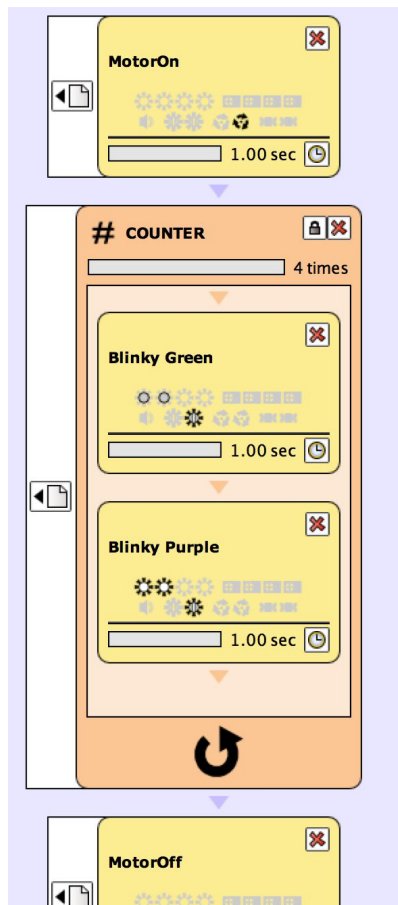 MotorOn
1.00 sec
# COUNTER
4 times
Blinky Green
1.00 sec
Blinky Purple
1.00 sec
MotorOff